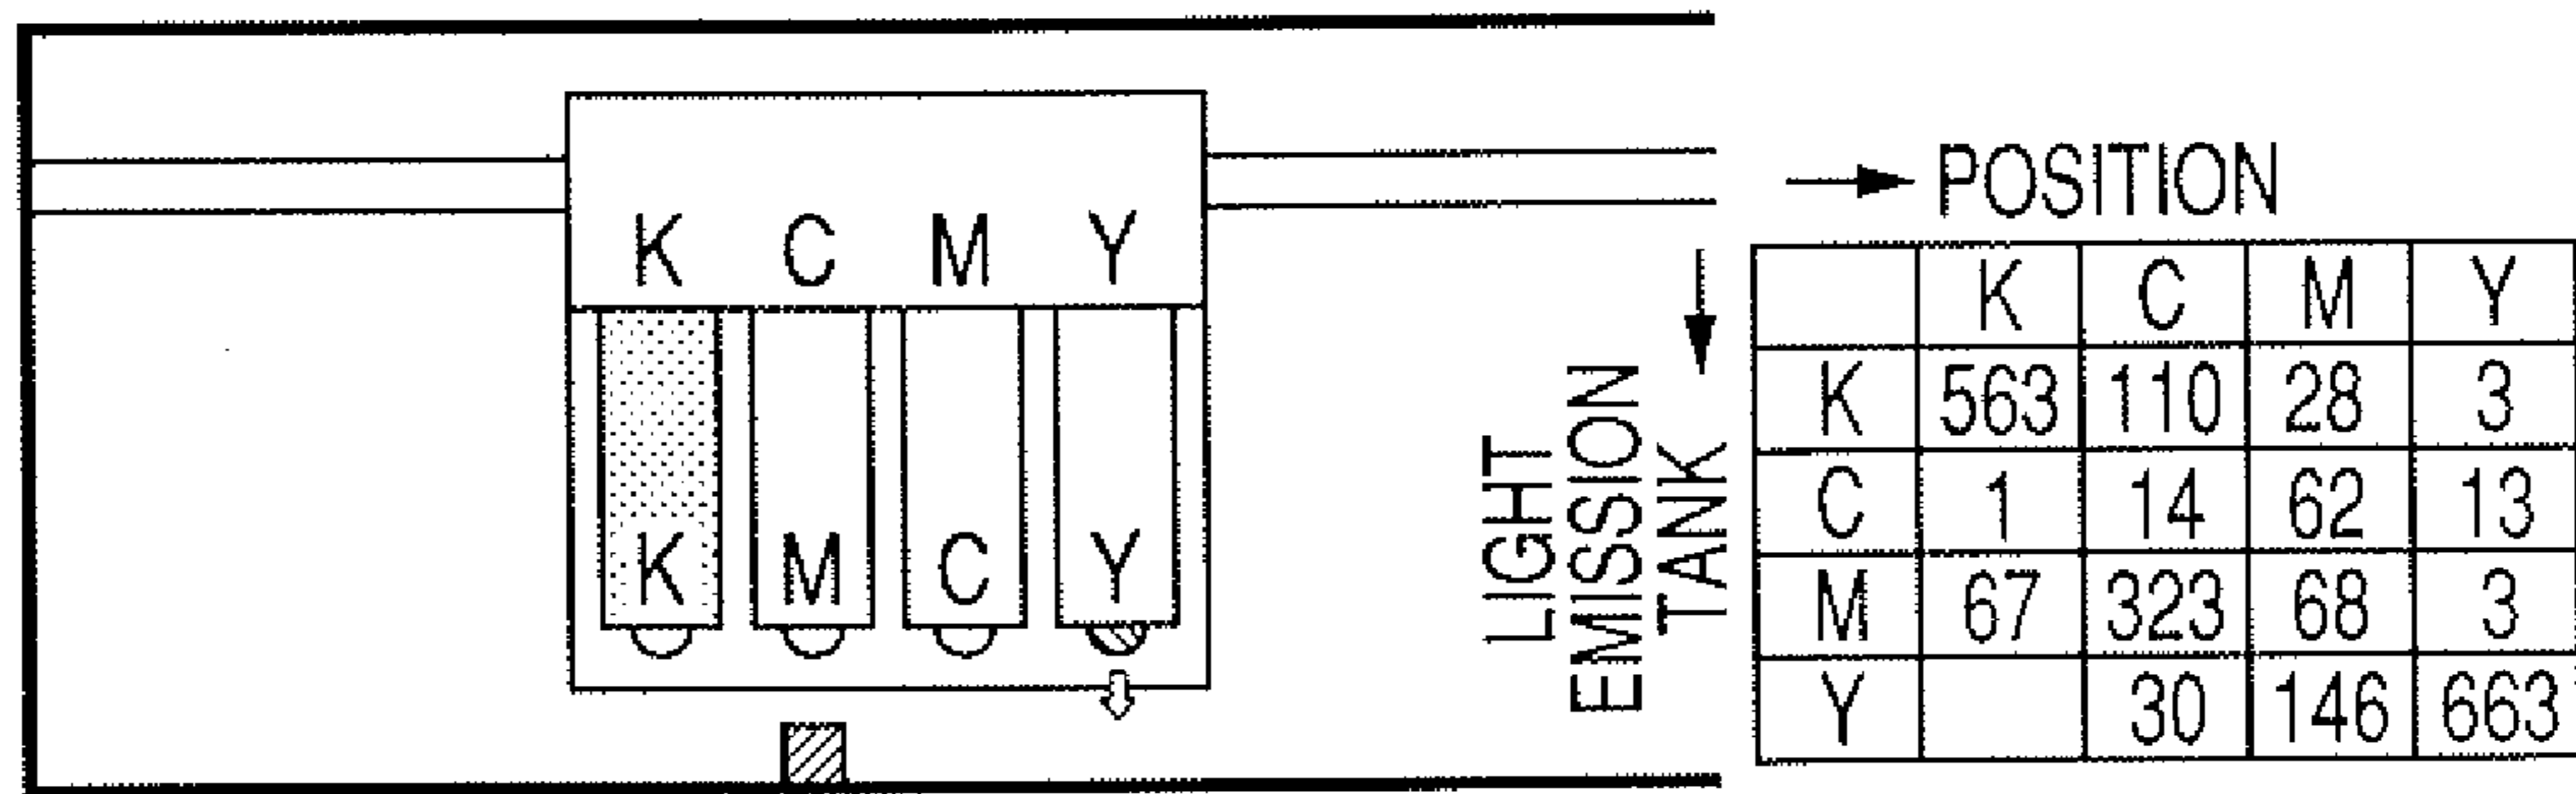 K C M Y
K M C Y
LIGHT
EMISSION
TANK
POSITION
K C M Y
K 563 110 28 3
C 1 14 62 13
M 67 323 68 3
Y 30 146 663